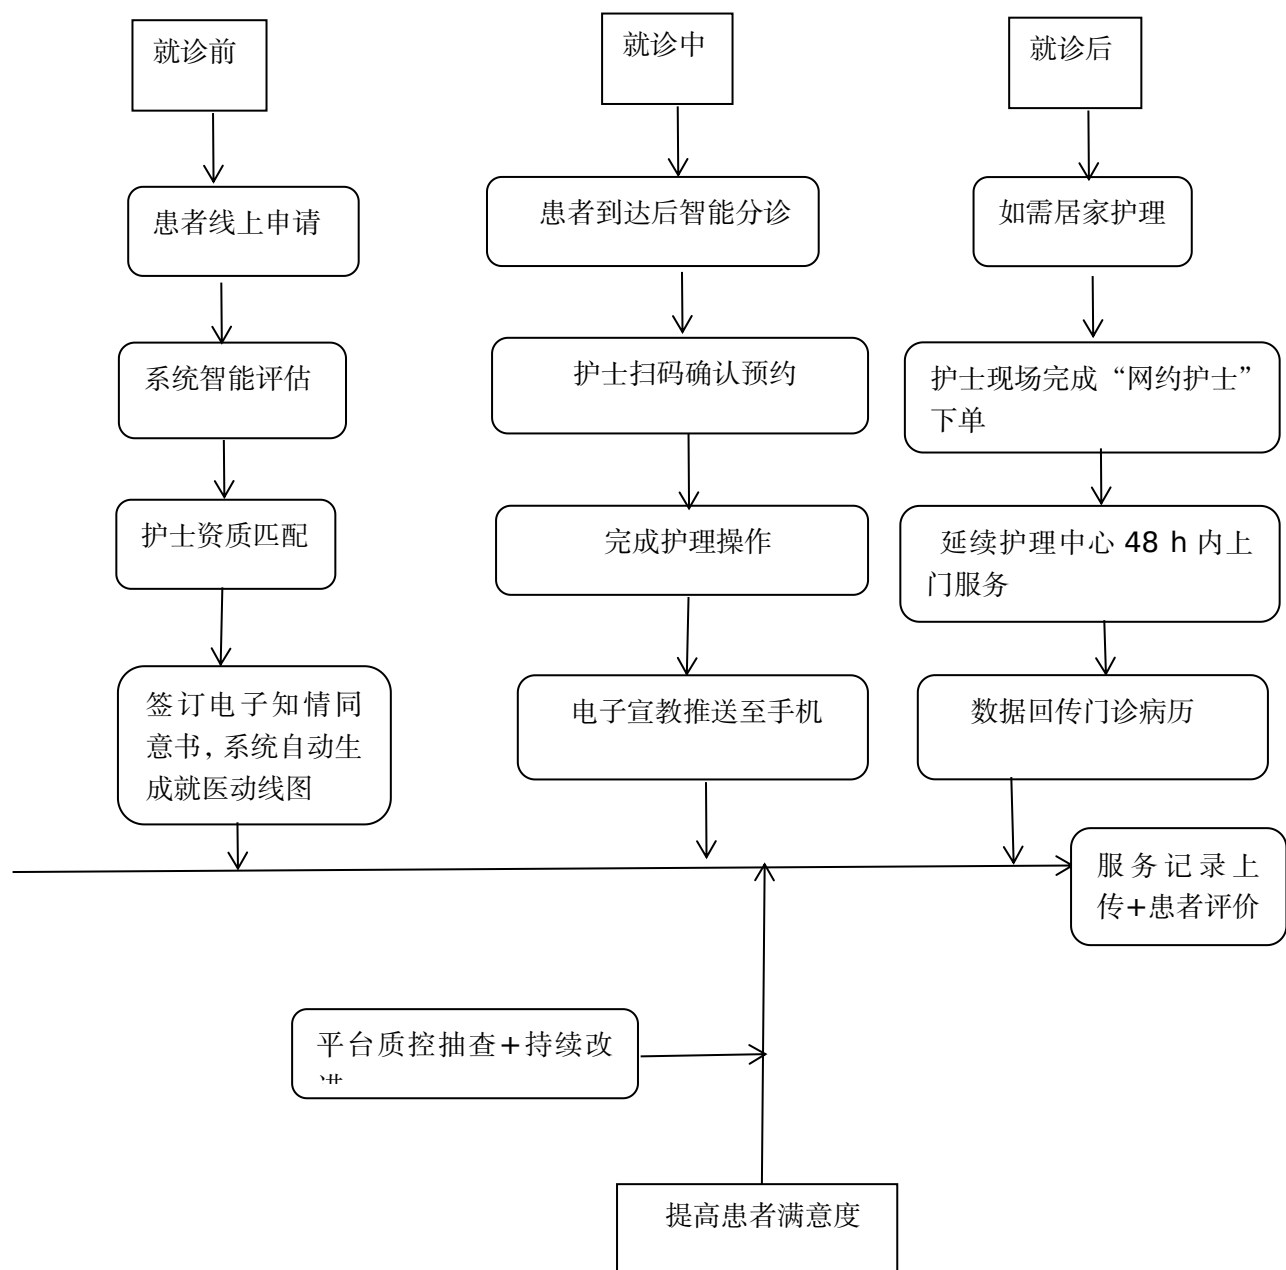 就诊前
就诊中
就诊后
患者线上申请
患者到达后智能分诊
如需居家护理
系统智能评估
护士扫码确认预约
护士现场完成“网约护士”
下单
护士资质匹配
完成护理操作
延续护理中心 48 h 内上
门服务
签订电子知情同
意书，系统自动生
成就医动线图
电子宣教推送至手机
数据回传门诊病历
服务记录上
传+患者评价
平台质控抽查+持续改
提高患者满意度